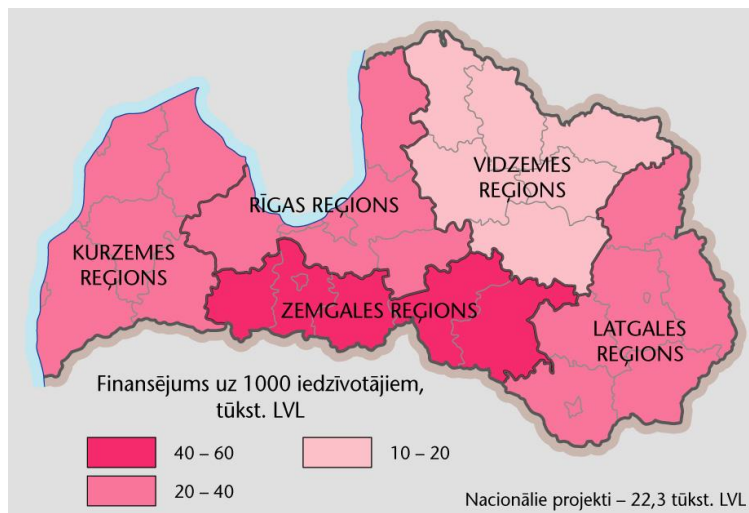 VIDZEMES
REĢIONS
RĪGAS REĢIONS
KURZEMES
REĢIONS
ZEMGALES REĢIONS
LATGALES
REĢIONS
Finansējums uz 1000 iedzīvotājiem,
tūkst. LVL
40 – 60
10 – 20
20 – 40
Nacionālie projekti – 22,3 tūkst. LVL